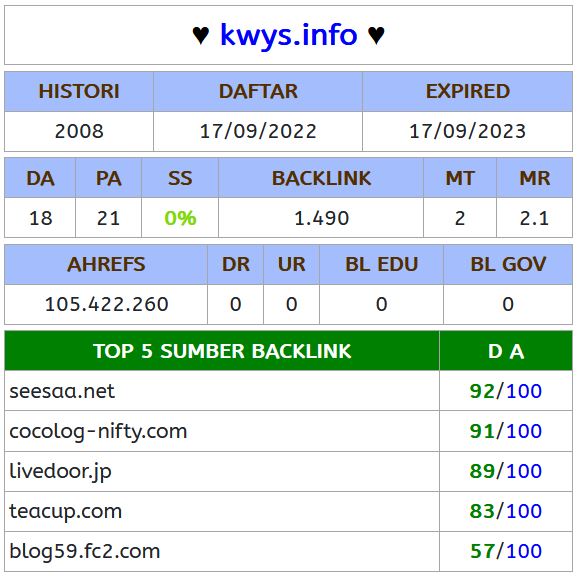 ♥ kwys.info ♥
HISTORI DAFTAR EXPIRED
2008 17/09/2022 17/09/2023
DA PA SS BACKLINK MT MR
18 21 0% 1.490 2 2.1
AHREFS DR UR BL EDU BL GOV
105.422.260 0 0 0 0
TOP 5 SUMBER BACKLINK D A
seesaa.net 92/100
cocolog-nifty.com 91/100
livedoor.jp 89/100
teacup.com 83/100
blog59.fc2.com 57/100